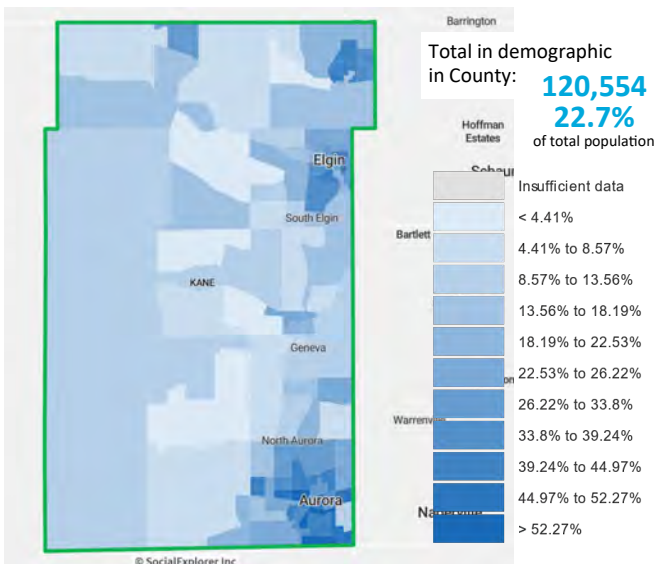 Barrington
Total in demographic
in County:
120,554
22.7%
of total population
Hoffman
Estates
Elgin
South Elgin
Bartlett
KANE
Geneva
Warrenville
North Aurora
Aurora
Insufficient data
< 4.41%
4.41% to 8.57%
8.57% to 13.56%
13.56% to 18.19%
18.19% to 22.53%
22.53% to 26.22%
26.22% to 33.8%
33.8% to 39.24%
39.24% to 44.97%
44.97% to 52.27%
> 52.27%
© SocialExplorer Inc